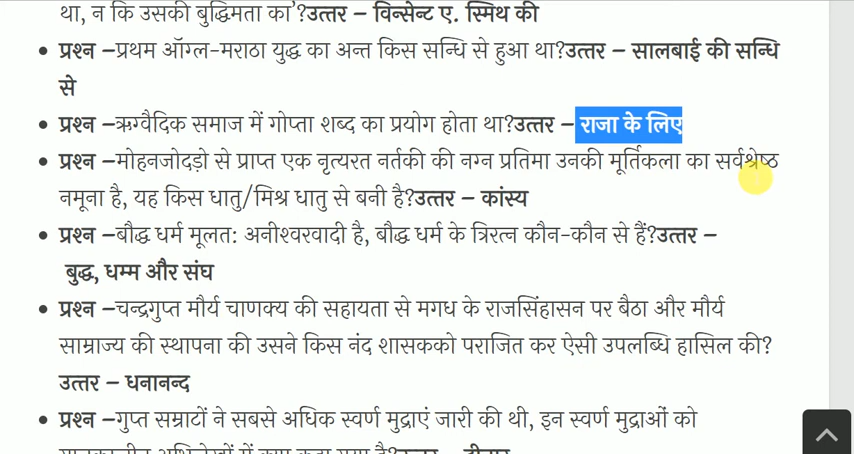 था, न कि उसकी बुद्धिमता का’?उत्तर – विन्सेन्ट ए. स्मिथ की
प्रश्न –प्रथम ऑग्ल-मराठा युद्ध का अन्त किस सन्धि से हुआ था?उत्तर – सालबाई की सन्धि
से
प्रश्न –ऋग्वैदिक समाज में गोप्ता शब्द का प्रयोग होता था?उत्तर – राजा के लिए
प्रश्न –मोहनजोदड़ो से प्राप्त एक नृत्यरत नर्तकी की नग्न प्रतिमा उनकी मूर्तिकला का सर्वश्रेष्ठ
नमूना है, यह किस धातु/मिश्र धातु से बनी है?उत्तर – कांस्य
प्रश्न –बौद्ध धर्म मूलत: अनीश्वरवादी है, बौद्ध धर्म के त्रिरत्न कौन-कौन से हैं?उत्तर –
बुद्ध, धम्म और संघ
प्रश्न –चन्द्रगुप्त मौर्य चाणक्य की सहायता से मगध के राजसिंहासन पर बैठा और मौर्य
साम्राज्य की स्थापना की उसने किस नंद शासकको पराजित कर ऐसी उपलब्धि हासिल की?
उत्तर – धनानन्द
प्रश्न –गुप्त सम्राटों ने सबसे अधिक स्वर्ण मुद्राएं जारी की थी, इन स्वर्ण मुद्राओं को